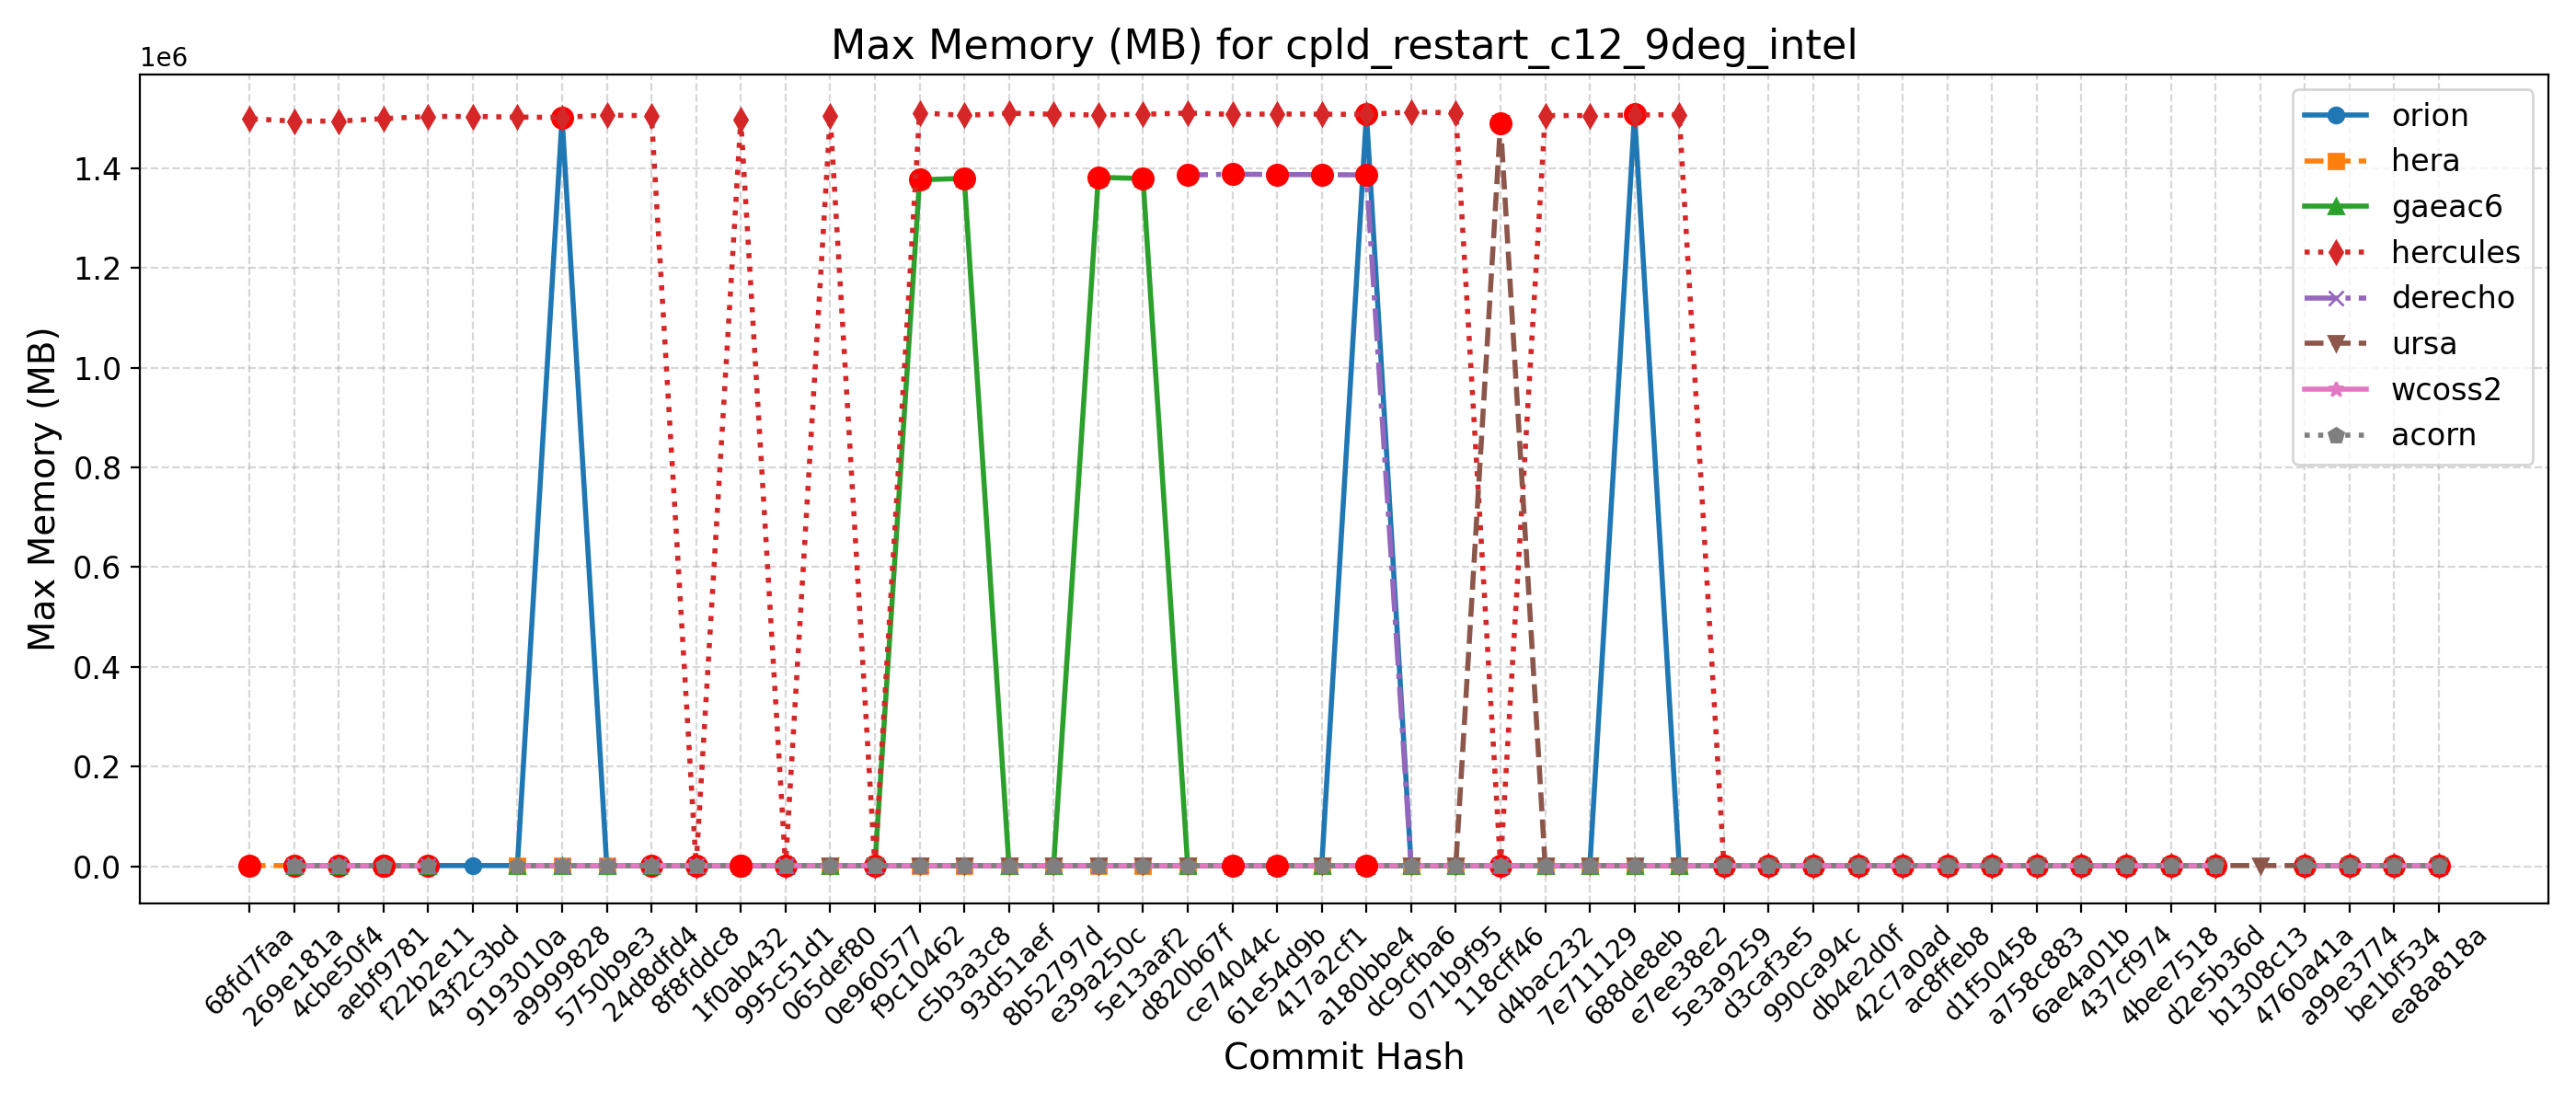 Max Memory (MB) for cpld_restart_c12_9deg_intel
1e6
Max Memory (MB)
1.4
1.2
1.0
0.8
0.6
0.4
0.2
0.0
orion
hera
gaeac6
hercules
derecho
ursa
wcoss2
acorn
68fd7faa
269e181a
4cbe50f4
aebf9781
f22b2e11
43f2c3bd
9193010a
a9999828
5750b9e3
24d8dfd4
8f8fddc8
1f0ab432
995c51d1
065def80
0e960577
f9c10462
c5b3a3c8
93d51aef
8b52797d
e39a250c
5e13aaf2
d820b67f
ce74044c
61e54d9b
417a2cf1
a180bbe4
dc9cfba6
071b9f95
118cff46
d4bac232
7e711129
688de8eb
e7ee38e2
5e3a9259
d3caf3e5
990ca94c
db4e2d0f
42c7a0ad
ac8ffeb8
d1f50458
a758c883
6ae4a01b
437cf974
4bee7518
d2e5b36d
b1308c13
4760a41a
a99e3774
be1bf534
ea8a818a
Commit Hash